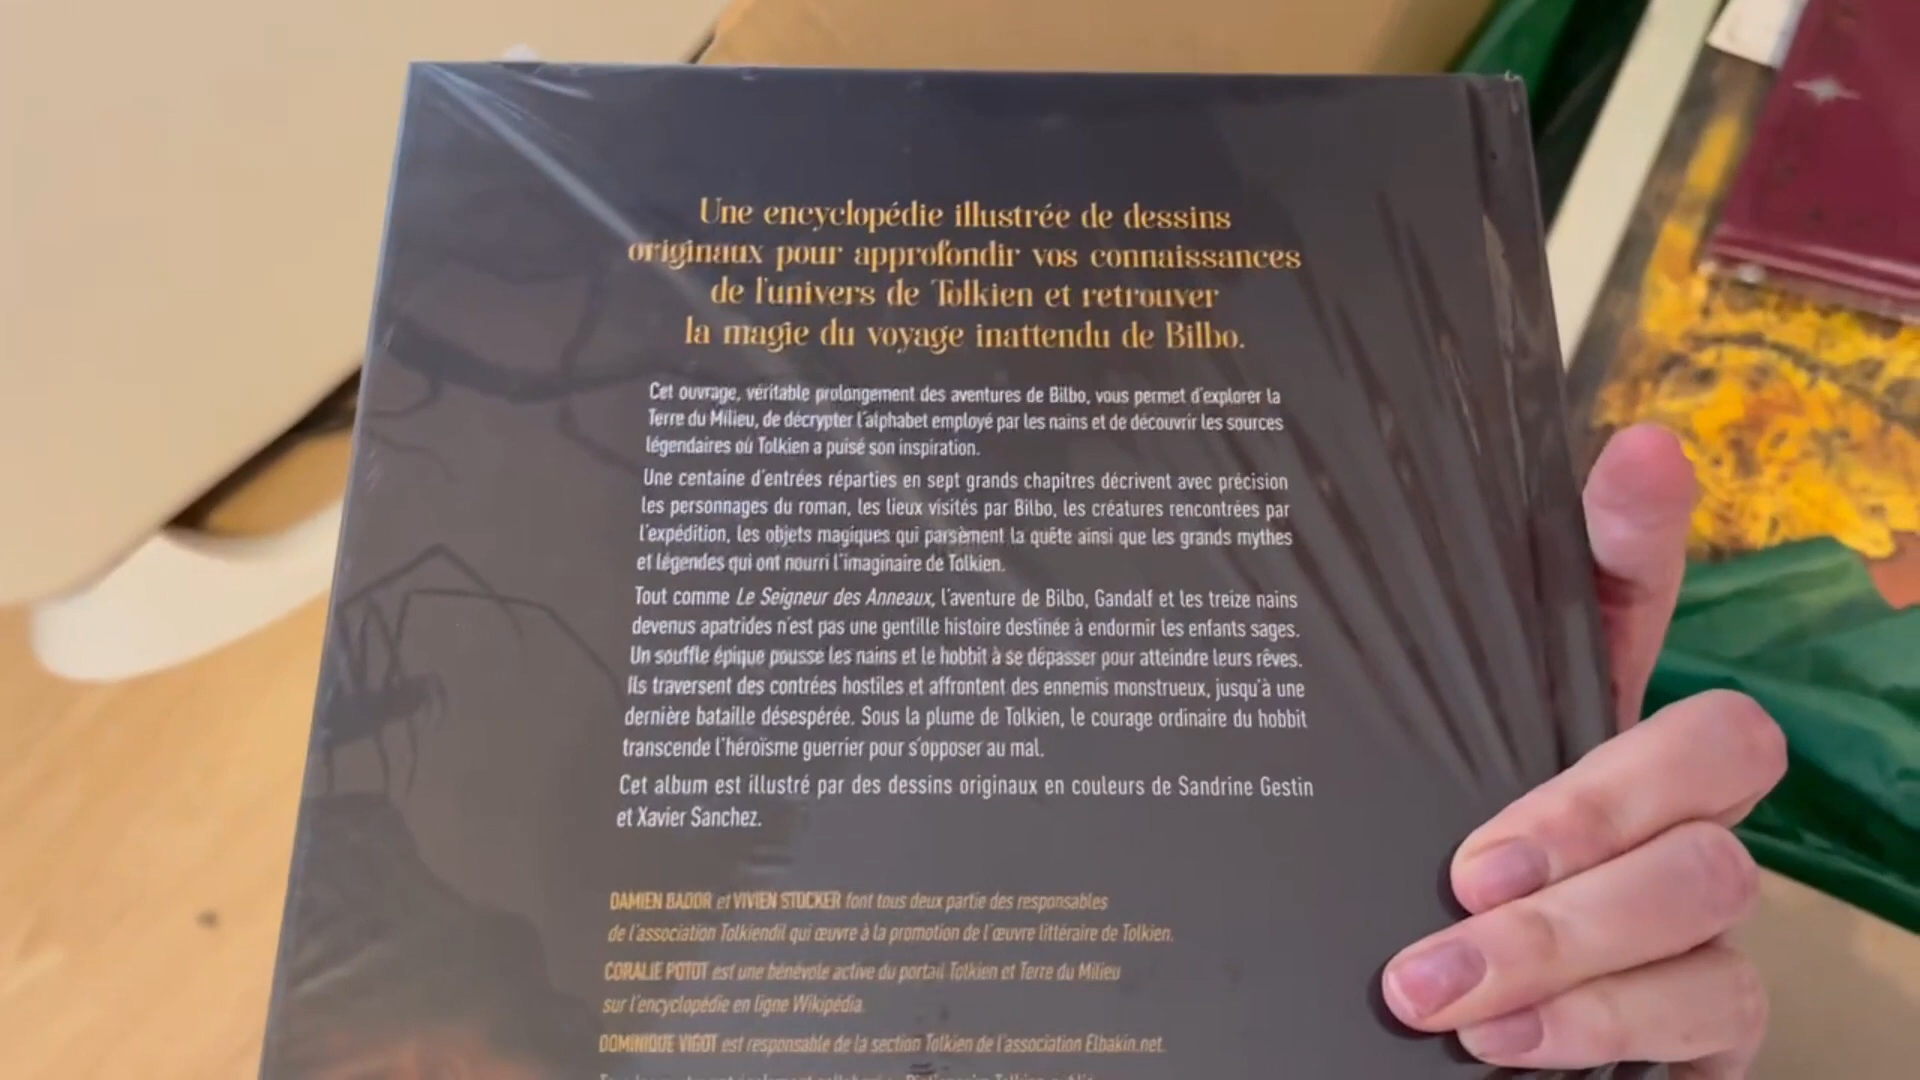 Une encyclopédie illustrée de dessins
originaux pour approfondir vos connaissances
de l'univers de Tolkien et retrouver
la magie du voyage inattendu de Bilbo.
Cet ouvrage, véritable prolongement des aventures de Bilbo, vous permet d'explorer la
Terre du Milieu, de décrypter l'alphabet employé par les nains et de découvrir les sources
légendaires où Tolkien a puisé son inspiration.
Une centaine d'entrées réparties en sept grands chapitres décrivent avec précision
les personnages du roman, les lieux visités par Bilbo, les créatures rencontrées par
l'expédition, les objets magiques qui parsèment la quête ainsi que les grands mythes
et légendes qui ont nourri l'imaginaire de Tolkien.
Tout comme Le Seigneur des Anneaux, l'aventure de Bilbo, Gandalf et les treize nains
devenus apatrides n'est pas une gentille histoire destinée à endormir les enfants sages.
Un souffle épique pousse les nains et le hobbit à se dépasser pour atteindre leurs rêves.
Ils traversent des contrées hostiles et affrontent des ennemis monstrueux, jusqu'à une
dernière bataille désespérée. Sous la plume de Tolkien, le courage ordinaire du hobbit
transcende l'héroïsme guerrier pour s'opposer au mal.
Cet album est illustré par des dessins originaux en couleurs de Sandrine Gestin
et Xavier Sanchez.
DAMIEN BADOR et VIVIEN STOCKER font tous deux partie des responsables
de l'association Tolkiendil qui œuvre à la promotion de l'œuvre littéraire de Tolkien.
CORALIE POTOT est une bénévole active du portail Tolkien et Terre du Milieu
sur l'encyclopédie en ligne Wikipédia.
DOMINIQUE VIGOT est responsable de la section Tolkien de l'association Elbakin.net.